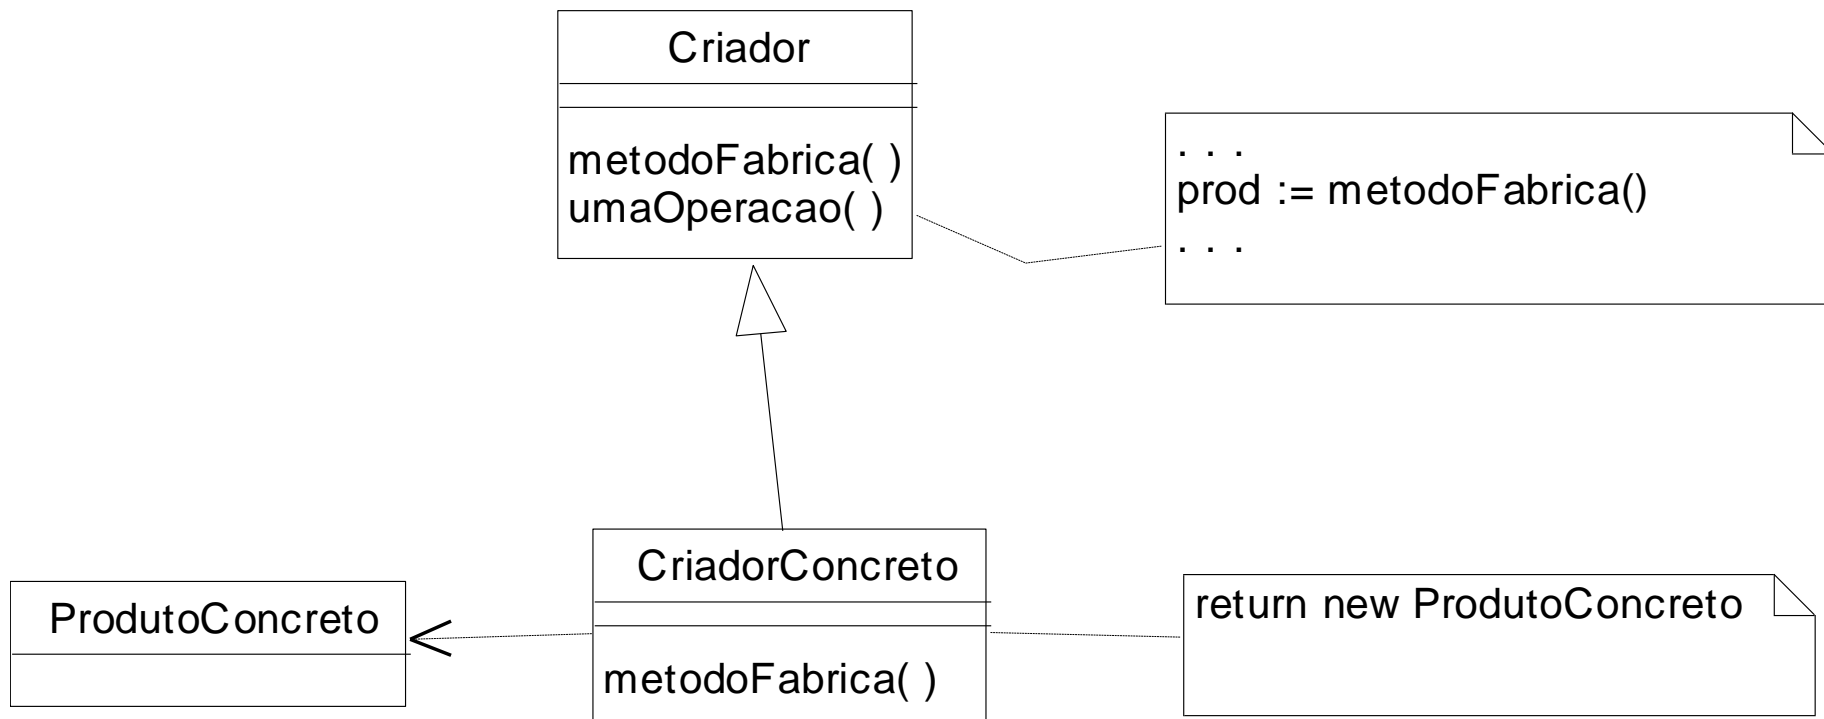 Criador
metodoFabrica( )
umaOperacao( )
. . .
prod := metodoFabrica()
. . .
CriadorConcreto
metodoFabrica( )
ProdutoConcreto
return new ProdutoConcreto